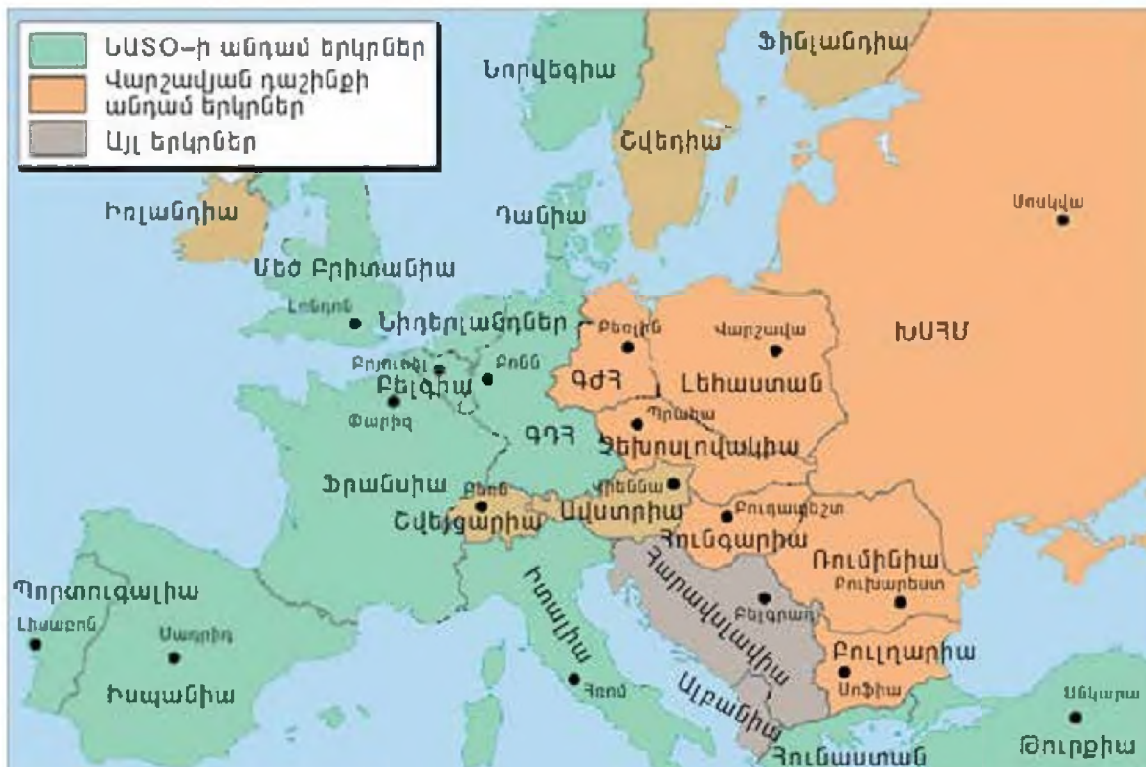 ՆԱՏՕ-ի անդամ երկրներ
Վարշավյան դաշինքի
անդամ երկրներ
Այլ երկրներ
Նորվեգիա
Ֆինլանդիա
Շվեդիա
Իռլանդիա
Դանիա
Մոսկվա
Մեծ Բրիտանիա
Լոնդոն
Նիդերլանդներ
Բեռլին
Վարշավա
ԽՍՀՄ
Բրյուսել
Բոնն
Բելգիա
ԳԺՀ
Լեհաստան
Փարիզ
Պրահա
ԳԴՀ
Չեխոսլովակիա
Ֆրանսիա
Բեռն
Վիեննա
Շվեյցարիա
Ավստրիա
Բուդապեշտ
Հունգարիա
Ռումինիա
Բուխարեստ
Պորտուգալիա
Լիսաբոն
Մադրիդ
Իսպանիա
Իտալիա
Հռոմ
Հարավսլավիա
Բելգրադ
Բուլղարիա
Սոֆիա
Ալբանիա
Անկարա
Հունաստան
Թուրքիա